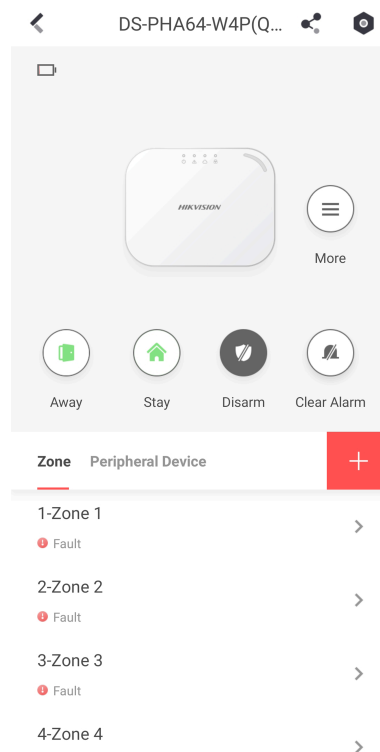 DS-PHA64-W4P(Q...
HIKVISION
More
Away Stay Disarm Clear Alarm
Zone Peripheral Device
1-Zone 1
Fault
2-Zone 2
Fault
3-Zone 3
Fault
4-Zone 4